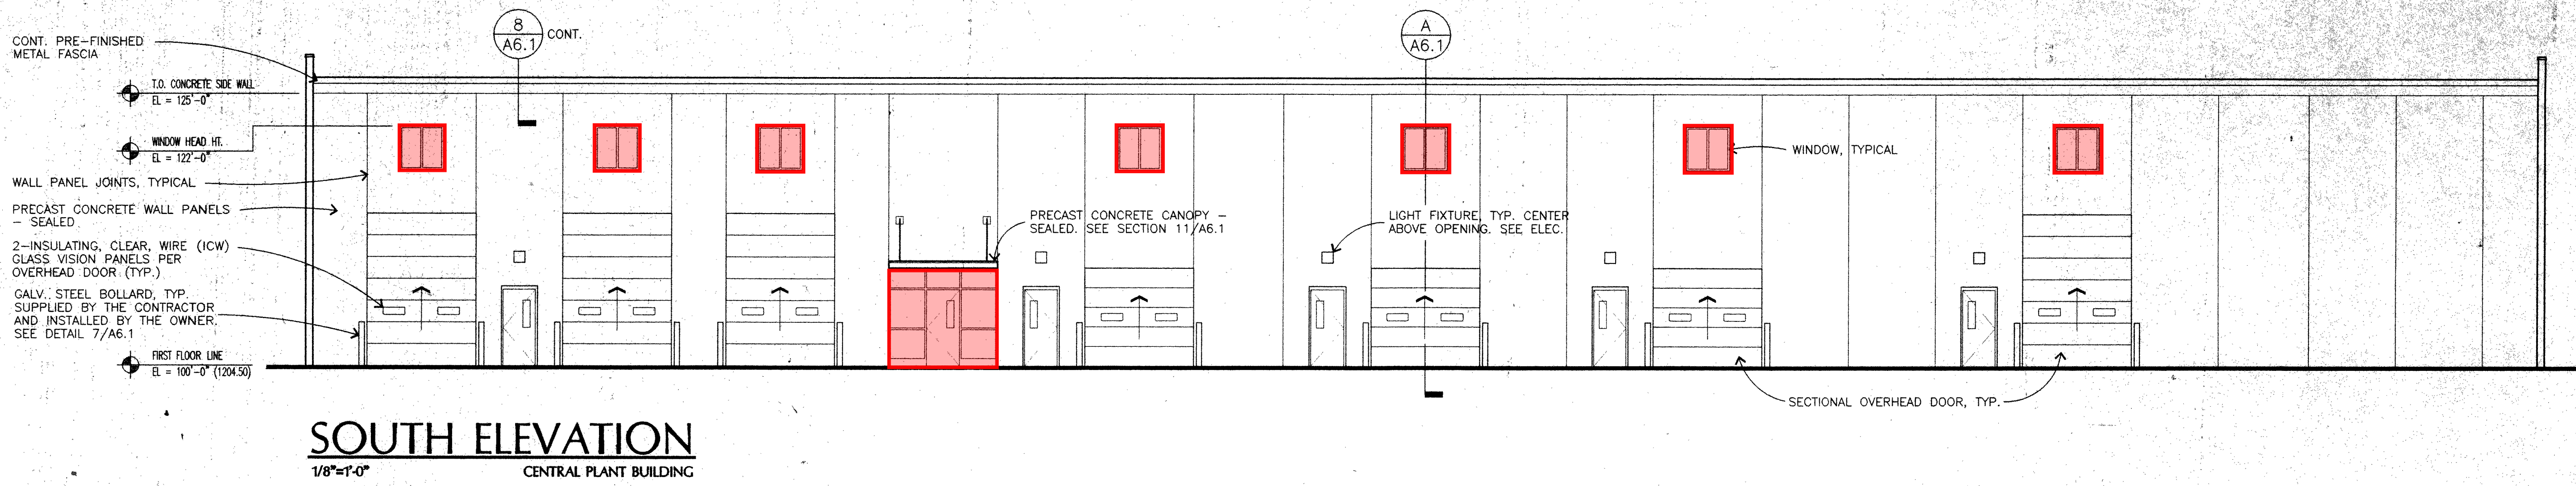 8
A6.1
CONT.
A
A6.1
CONT. PRE-FINISHED
METAL FASCIA
T.O. CONCRETE SIDE WALL
EL = 125'-0"
WINDOW HEAD HT.
EL = 122'-0"
WALL PANEL JOINTS, TYPICAL
PRECAST CONCRETE WALL PANELS
- SEALED
2-INSULATING, CLEAR, WIRE (ICW)
GLASS VISION PANELS PER
OVERHEAD DOOR (TYP.)
GALV. STEEL BOLLARD, TYP.
SUPPLIED BY THE CONTRACTOR
AND INSTALLED BY THE OWNER.
SEE DETAIL 7/A6.1
FIRST FLOOR LINE
EL = 100'-0" (1204.50)
PRECAST CONCRETE CANOPY -
SEALED. SEE SECTION 11/A6.1
LIGHT FIXTURE, TYP. CENTER
ABOVE OPENING. SEE ELEC.
WINDOW, TYPICAL
SECTIONAL OVERHEAD DOOR, TYP.
SOUTH ELEVATION
1/8"=1'-0"
CENTRAL PLANT BUILDING